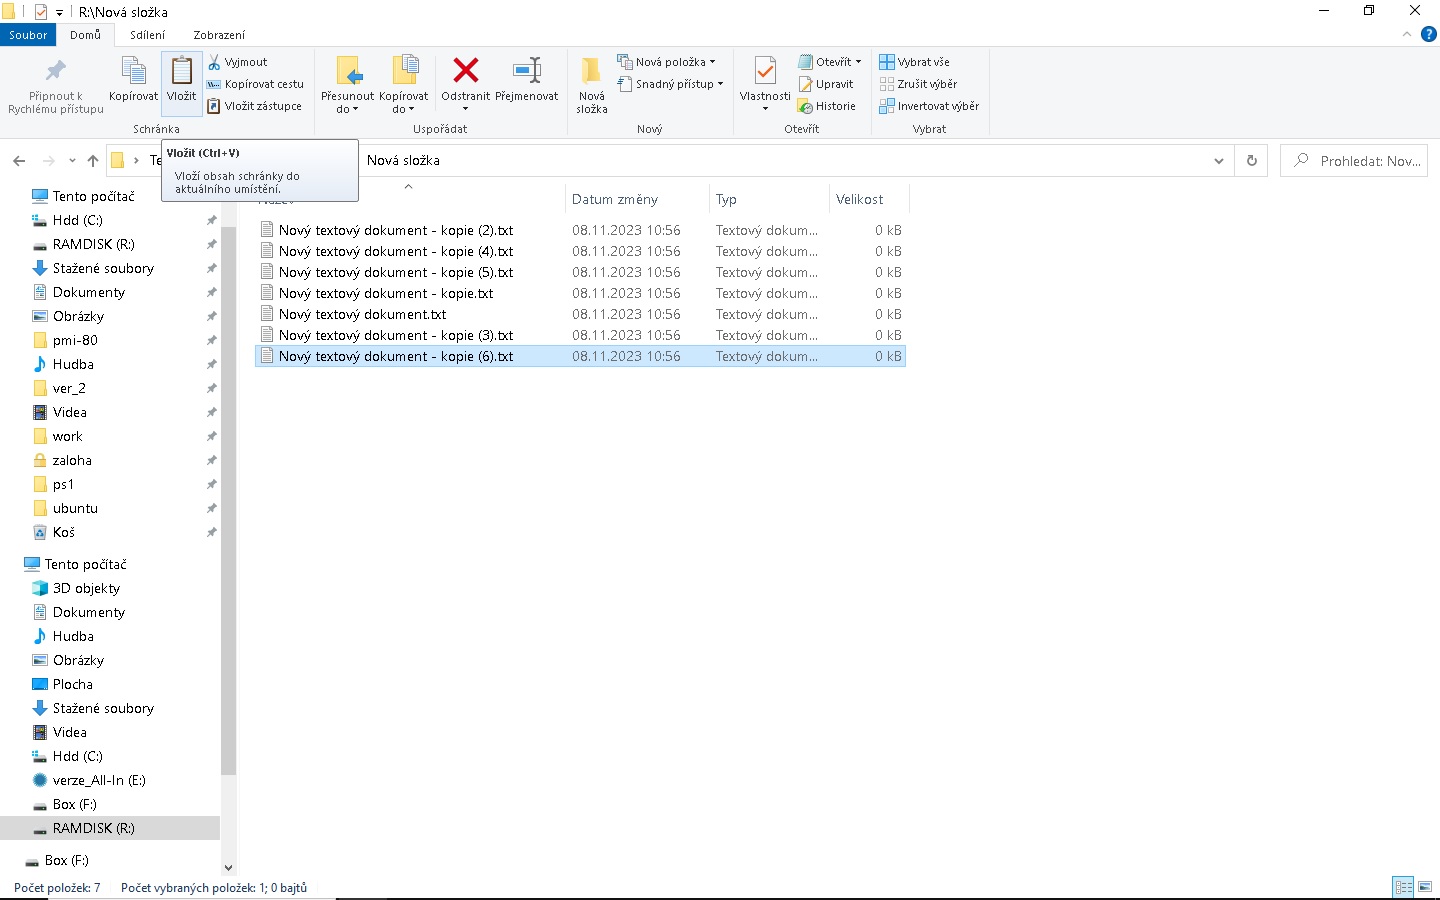 R:\Nová složka
Soubor Domů Sdílení Zobrazení
Připnout k
Rychlému přístupu
Kopírovat
Vložit
Vyjmout
Kopírovat cestu
Vložit zástupce
Schránka
Přesunout
do
Kopírovat
do
Odstranit
Přejmenovat
Uspořádat
Nová
složka
Nová položka
Snadný přístup
Nový
Vlastnosti
Otevřít
Upravit
Historie
Otevřít
Vybrat vše
Zrušit výběr
Invertovat výběr
Vybrat
Nová složka
Prohledat: Nov...
Vložit (Ctrl+V)
Vloží obsah schránky do
aktuálního umístění.
Datum změny Typ Velikost
Nový textový dokument - kopie (2).txt 08.11.2023 10:56 Textový dokum... 0 kB
Nový textový dokument - kopie (4).txt 08.11.2023 10:56 Textový dokum... 0 kB
Nový textový dokument - kopie (5).txt 08.11.2023 10:56 Textový dokum... 0 kB
Nový textový dokument - kopie.txt 08.11.2023 10:56 Textový dokum... 0 kB
Nový textový dokument.txt 08.11.2023 10:56 Textový dokum... 0 kB
Nový textový dokument - kopie (3).txt 08.11.2023 10:56 Textový dokum... 0 kB
Nový textový dokument - kopie (6).txt 08.11.2023 10:56 Textový dokum... 0 kB
Tento počítač
Hdd (C:)
RAMDISK (R:)
Stažené soubory
Dokumenty
Obrázky
pmi-80
Hudba
ver_2
Videa
work
zaloha
ps1
ubuntu
Koš
Tento počítač
3D objekty
Dokumenty
Hudba
Obrázky
Plocha
Stažené soubory
Videa
Hdd (C:)
verze_All-In (E:)
Box (F:)
RAMDISK (R:)
Box (F:)
Počet položek: 7 Počet vybraných položek: 1; 0 bajtů